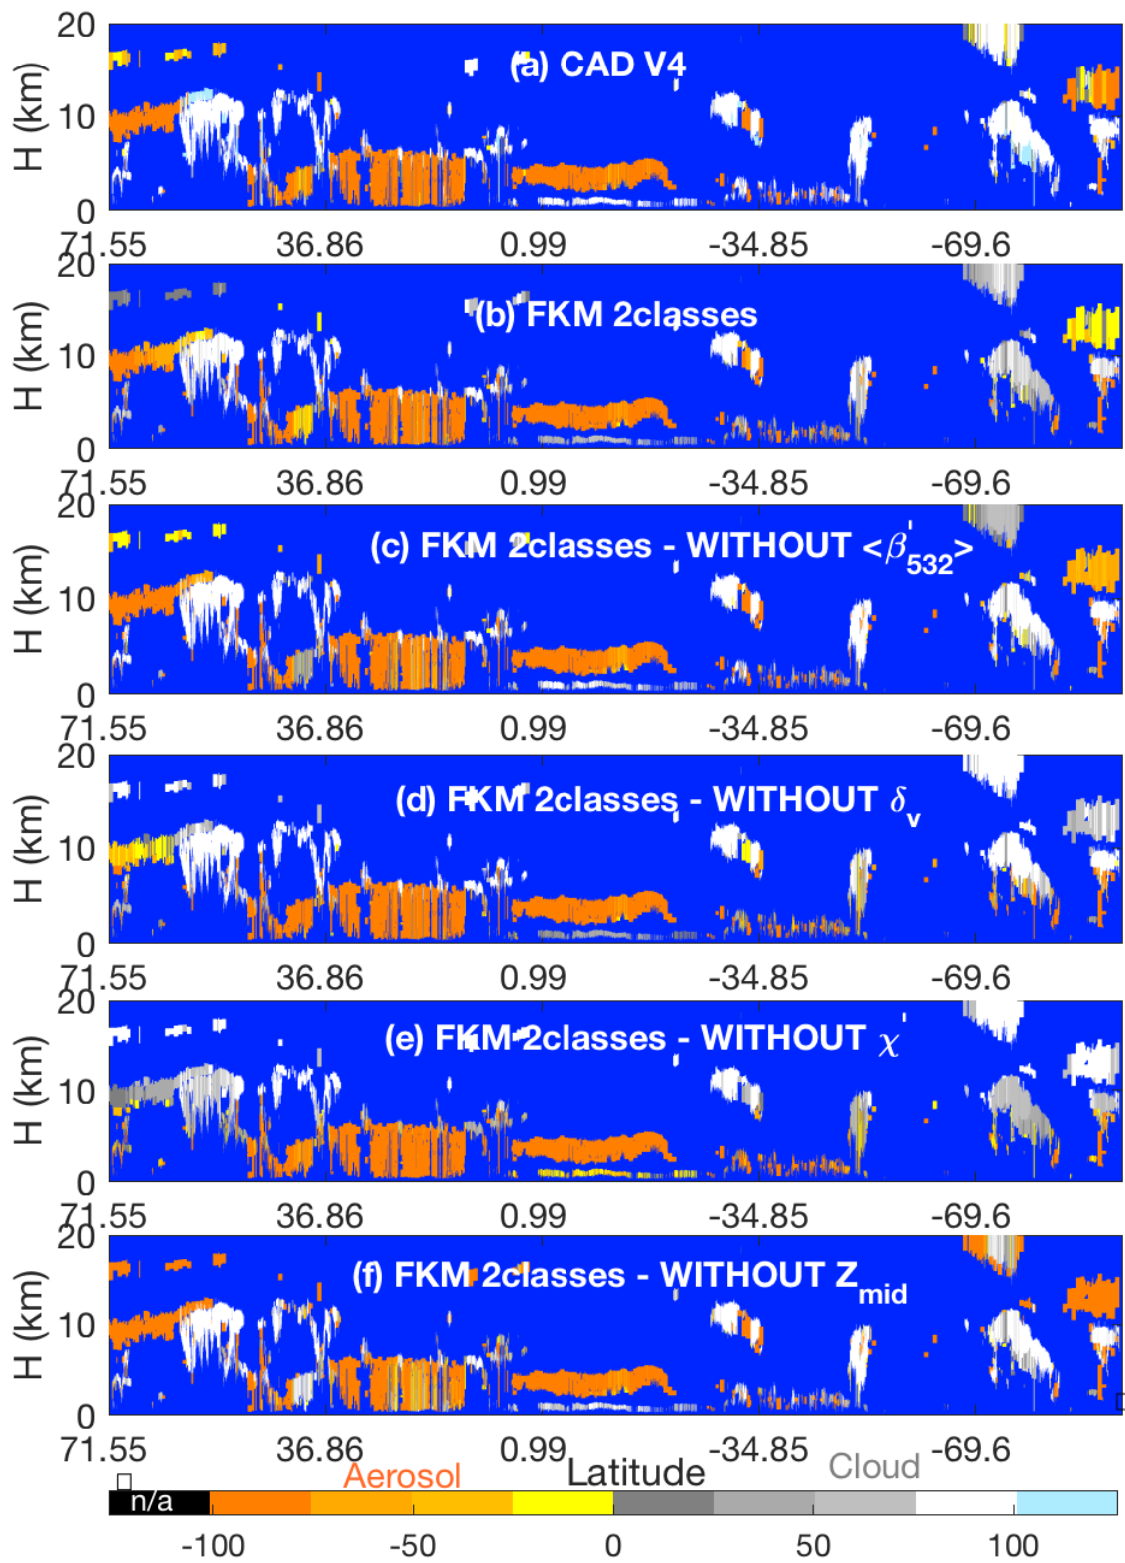 20
(a) CAD V4
H (km)
10
0
71.55 36.86 0.99 -34.85 -69.6
20
(b) FKM 2classes
H (km)
10
0
71.55 36.86 0.99 -34.85 -69.6
20
(c) FKM 2classes - WITHOUT <β'532>
H (km)
10
0
71.55 36.86 0.99 -34.85 -69.6
20
(d) FKM 2classes - WITHOUT δv
H (km)
10
0
71.55 36.86 0.99 -34.85 -69.6
20
(e) FKM 2classes - WITHOUT χ'
H (km)
10
0
71.55 36.86 0.99 -34.85 -69.6
20
(f) FKM 2classes - WITHOUT Zmid
H (km)
10
0
71.55 36.86 0.99 -34.85 -69.6
Aerosol Latitude Cloud
n/a
-100 -50 0 50 100